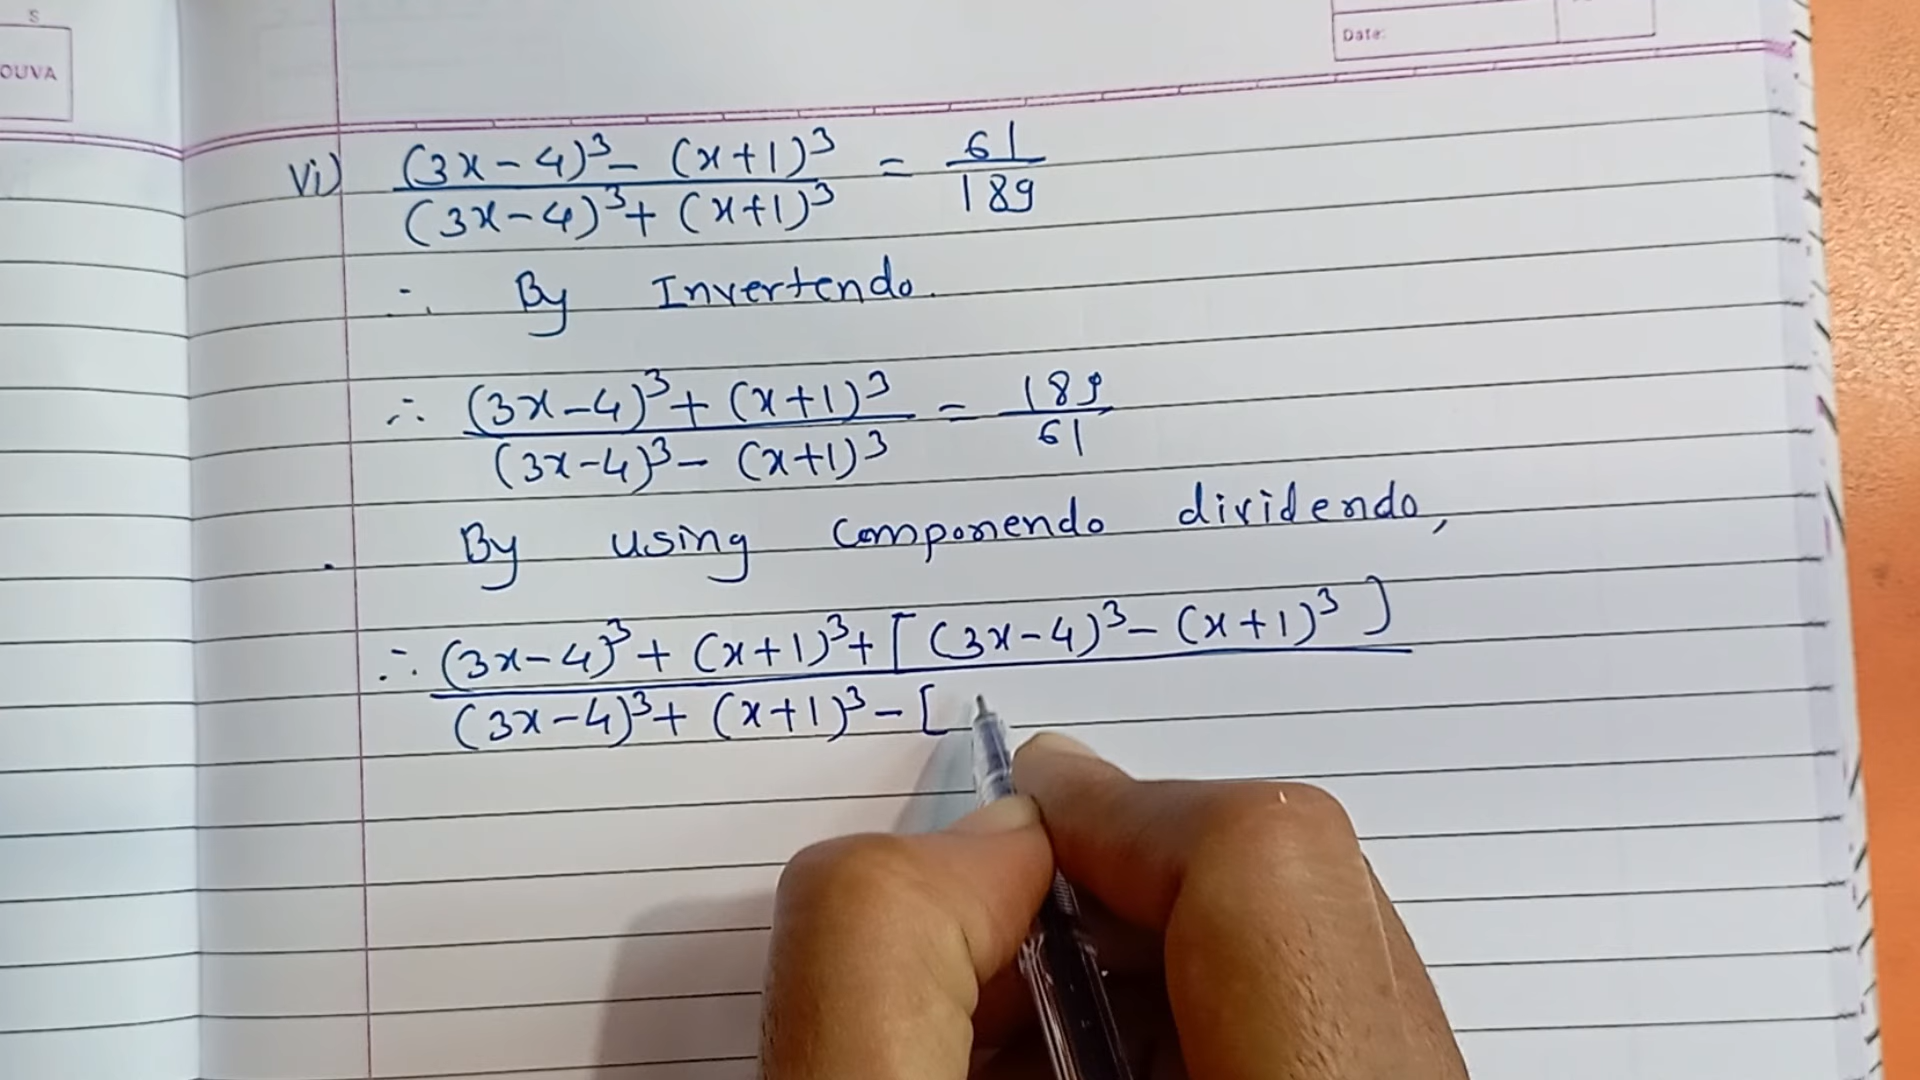 S
OUVA
Date:
vi) (3x-4)³ - (x+1)³ / (3x-4)³ + (x+1)³ = 61 / 189
∴ By Invertendo.
∴ (3x-4)³ + (x+1)³ / (3x-4)³ - (x+1)³ = 189 / 61
. By using componendo dividendo,
∴ (3x-4)³ + (x+1)³ + [(3x-4)³ - (x+1)³] / (3x-4)³ + (x+1)³ - [